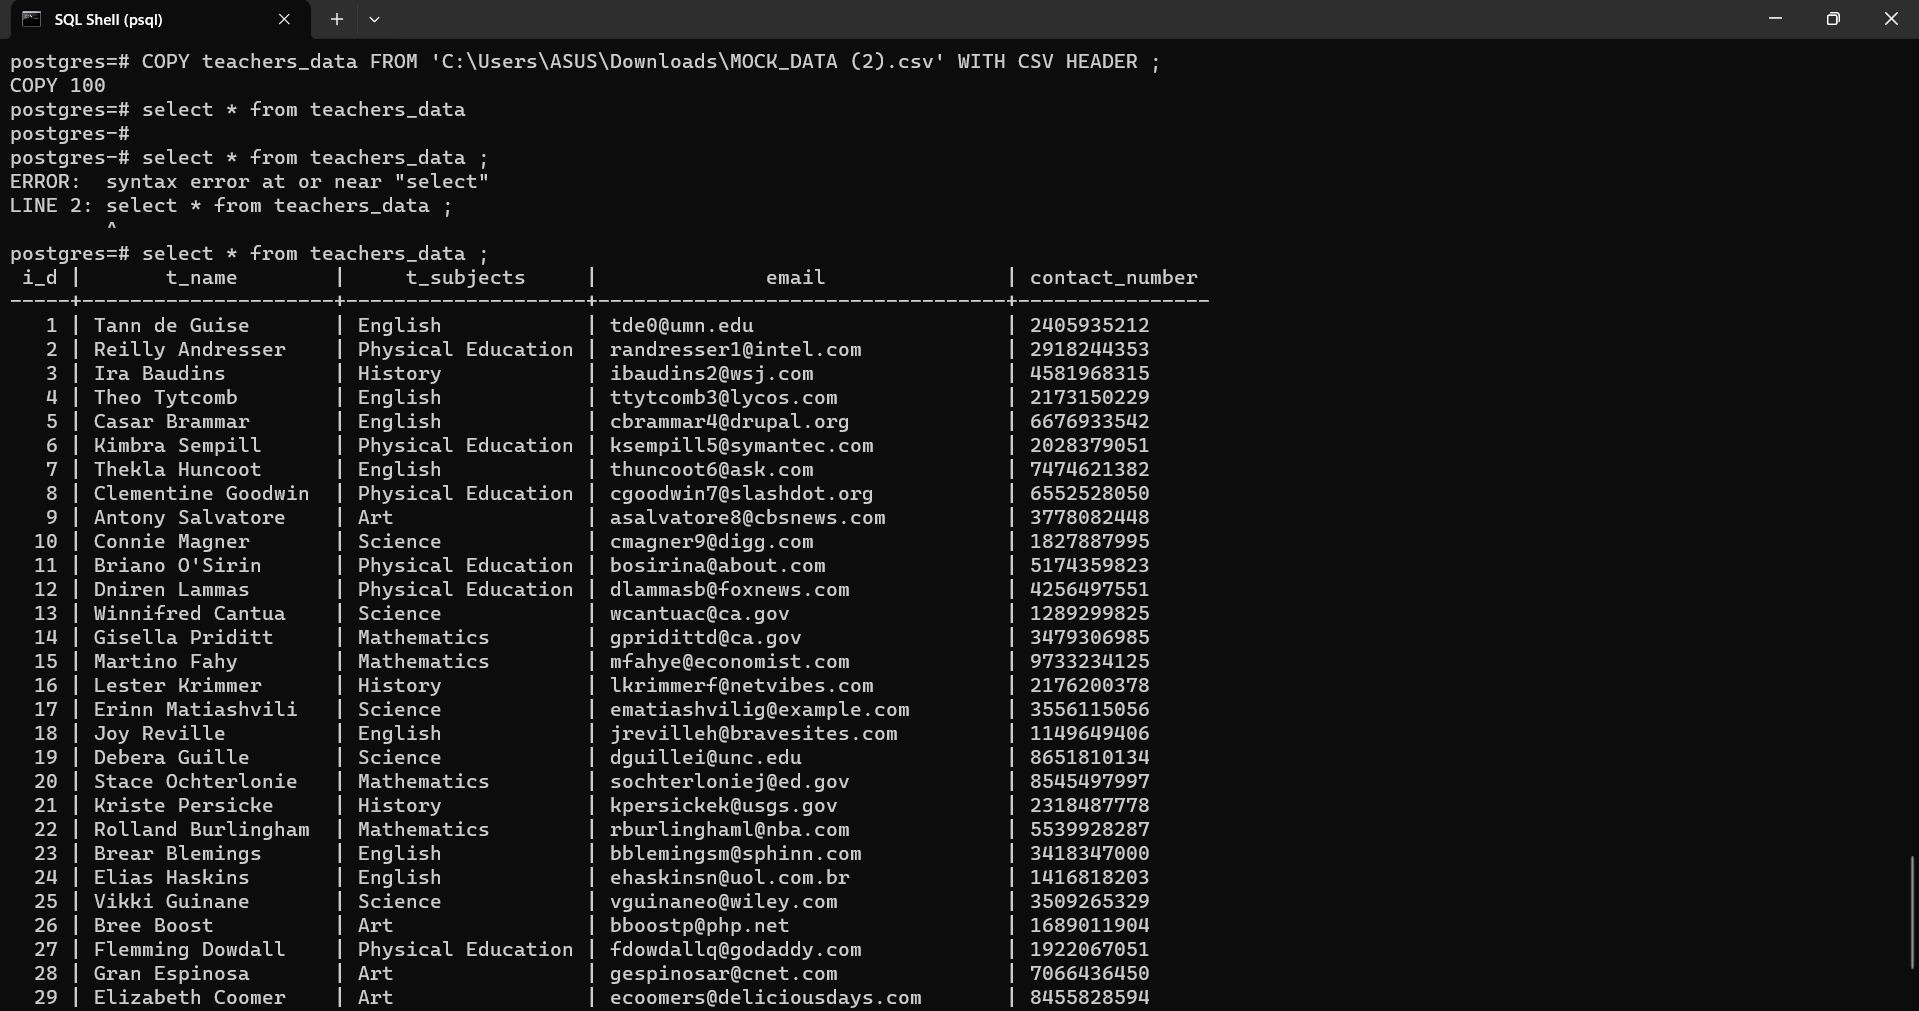 SQL Shell (psql)
postgres=# COPY teachers_data FROM 'C:\Users\ASUS\Downloads\MOCK_DATA (2).csv' WITH CSV HEADER ;
COPY 100
postgres=# select * from teachers_data
postgres-#
postgres-# select * from teachers_data ;
ERROR:  syntax error at or near "select"
LINE 2: select * from teachers_data ;
        ^
postgres=# select * from teachers_data ;
 i_d |       t_name        |     t_subjects     |              email               | contact_number
-----+---------------------+--------------------+----------------------------------+----------------
   1 | Tann de Guise       | English            | tde0@umn.edu                     | 2405935212
   2 | Reilly Andresser    | Physical Education | randresser1@intel.com            | 2918244353
   3 | Ira Baudins         | History            | ibaudins2@wsj.com                | 4581968315
   4 | Theo Tytcomb        | English            | ttytcomb3@lycos.com              | 2173150229
   5 | Casar Brammar       | English            | cbrammar4@drupal.org             | 6676933542
   6 | Kimbra Sempill      | Physical Education | ksempill5@symantec.com           | 2028379051
   7 | Thekla Huncoot      | English            | thuncoot6@ask.com                | 7474621382
   8 | Clementine Goodwin  | Physical Education | cgoodwin7@slashdot.org           | 6552528050
   9 | Antony Salvatore    | Art                | asalvatore8@cbsnews.com          | 3778082448
  10 | Connie Magner       | Science            | cmagner9@digg.com                | 1827887995
  11 | Briano O'Sirin      | Physical Education | bosirina@about.com               | 5174359823
  12 | Dniren Lammas       | Physical Education | dlammasb@foxnews.com             | 4256497551
  13 | Winnifred Cantua    | Science            | wcantuac@ca.gov                  | 1289299825
  14 | Gisella Priditt     | Mathematics        | gpridittd@ca.gov                 | 3479306985
  15 | Martino Fahy        | Mathematics        | mfahye@economist.com             | 9733234125
  16 | Lester Krimmer      | History            | lkrimmerf@netvibes.com           | 2176200378
  17 | Erinn Matiashvili   | Science            | ematiashvilig@example.com        | 3556115056
  18 | Joy Reville         | English            | jrevilleh@bravesites.com         | 1149649406
  19 | Debera Guille       | Science            | dguillei@unc.edu                 | 8651810134
  20 | Stace Ochterlonie   | Mathematics        | sochterloniej@ed.gov             | 8545497997
  21 | Kriste Persicke     | History            | kpersickek@usgs.gov              | 2318487778
  22 | Rolland Burlingham  | Mathematics        | rburlinghaml@nba.com             | 5539928287
  23 | Brear Blemings      | English            | bblemingsm@sphinn.com            | 3418347000
  24 | Elias Haskins       | English            | ehaskinsn@uol.com.br             | 1416818203
  25 | Vikki Guinane       | Science            | vguinaneo@wiley.com              | 3509265329
  26 | Bree Boost          | Art                | bboostp@php.net                  | 1689011904
  27 | Flemming Dowdall    | Physical Education | fdowdallq@godaddy.com            | 1922067051
  28 | Gran Espinosa       | Art                | gespinosar@cnet.com              | 7066436450
  29 | Elizabeth Coomer    | Art                | ecoomers@deliciousdays.com       | 8455828594